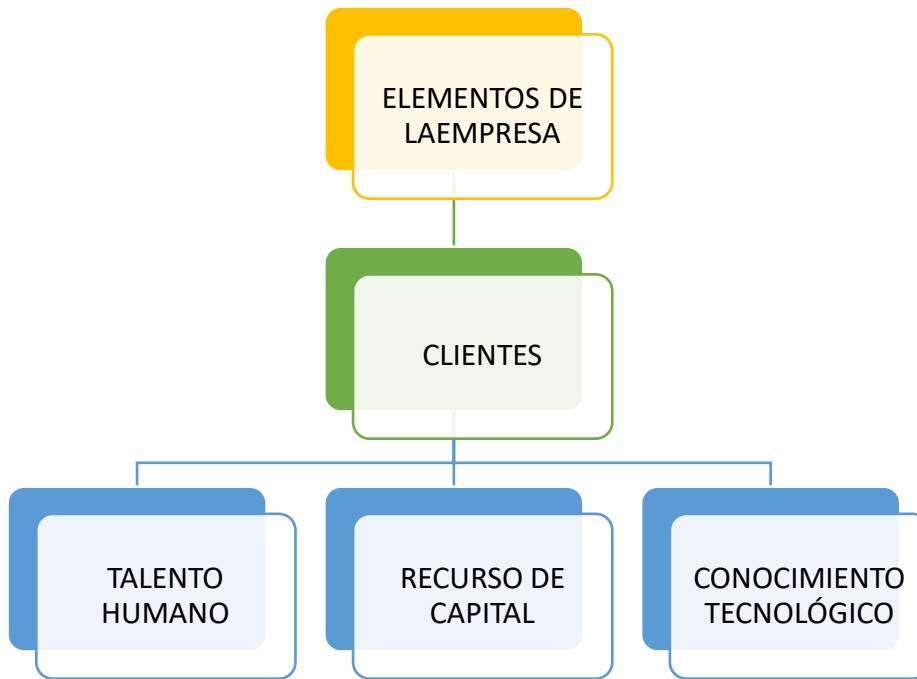 ELEMENTOS DE
LAEMPRESA
CLIENTES
TALENTO
HUMANO
RECURSO DE
CAPITAL
CONOCIMIENTO
TECNOLÓGICO